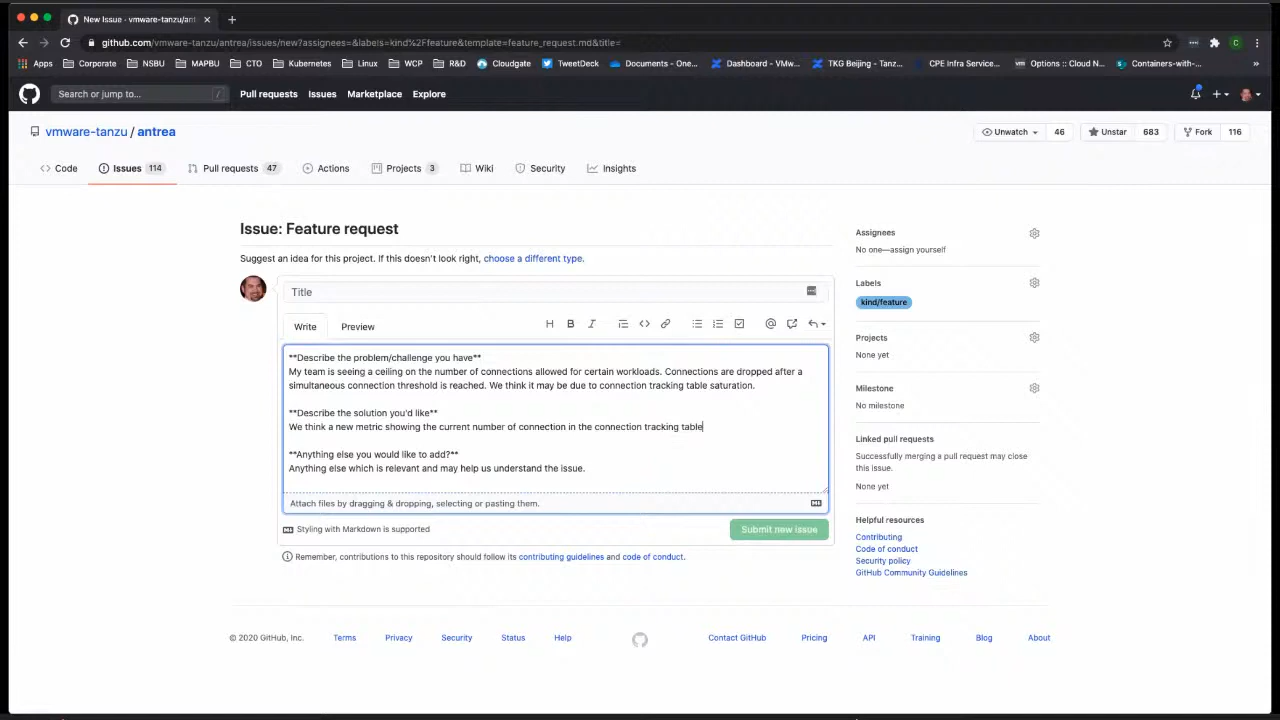 New Issue · vmware-tanzu/ant
github.com/vmware-tanzu/antrea/issues/new?assignees=&labels=kind%2Ffeature&template=feature_request.md&title=
Apps Corporate NSBU MAPBU CTO Kubernetes Linux WCP R&D Cloudgate TweetDeck Documents - One... Dashboard - VMw... TKG Beijing - Tanz... CPE Infra Service... vm Options :: Cloud N... Containers-with-... »
Search or jump to... / Pull requests Issues Marketplace Explore
vmware-tanzu / antrea Unwatch 46 Unstar 683 Fork 116
Code Issues 114 Pull requests 47 Actions Projects 3 Wiki Security Insights
Issue: Feature request
Suggest an idea for this project. If this doesn't look right, choose a different type.
Title
Write Preview H B I
**Describe the problem/challenge you have**
My team is seeing a ceiling on the number of connections allowed for certain workloads. Connections are dropped after a
simultaneous connection threshold is reached. We think it may be due to connection tracking table saturation.
**Describe the solution you'd like**
We think a new metric showing the current number of connection in the connection tracking table
**Anything else you would like to add?**
Anything else which is relevant and may help us understand the issue.
Attach files by dragging & dropping, selecting or pasting them.
Styling with Markdown is supported
Submit new issue
Remember, contributions to this repository should follow its contributing guidelines and code of conduct.
Assignees
No one—assign yourself
Labels
kind/feature
Projects
None yet
Milestone
No milestone
Linked pull requests
Successfully merging a pull request may close
this issue.
None yet
Helpful resources
Contributing
Code of conduct
Security policy
GitHub Community Guidelines
© 2020 GitHub, Inc. Terms Privacy Security Status Help Contact GitHub Pricing API Training Blog About